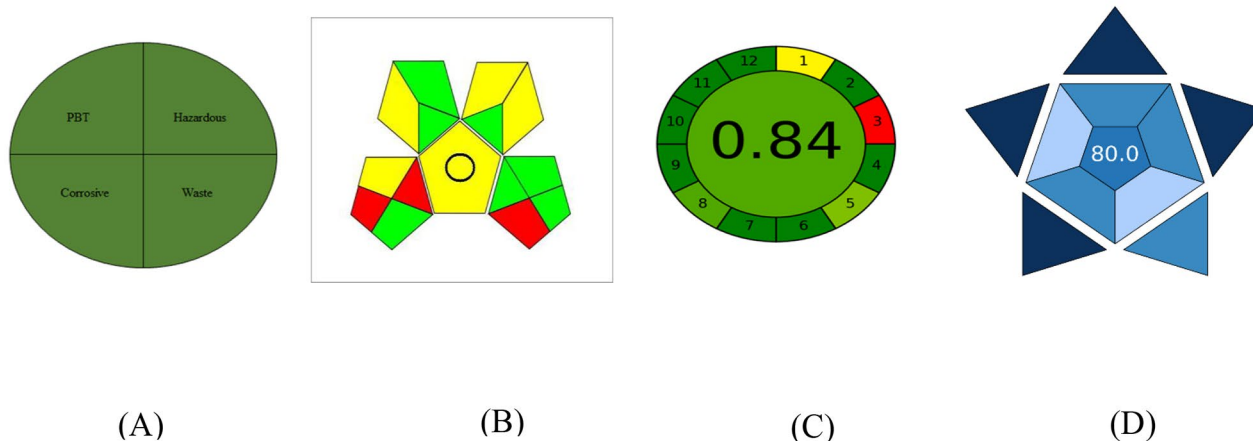 PBT Hazardous
Corrosive Waste
12 1 2 3 4 5 6 7 8 9 10 11
0.84
80.0
(A) (B) (C) (D)